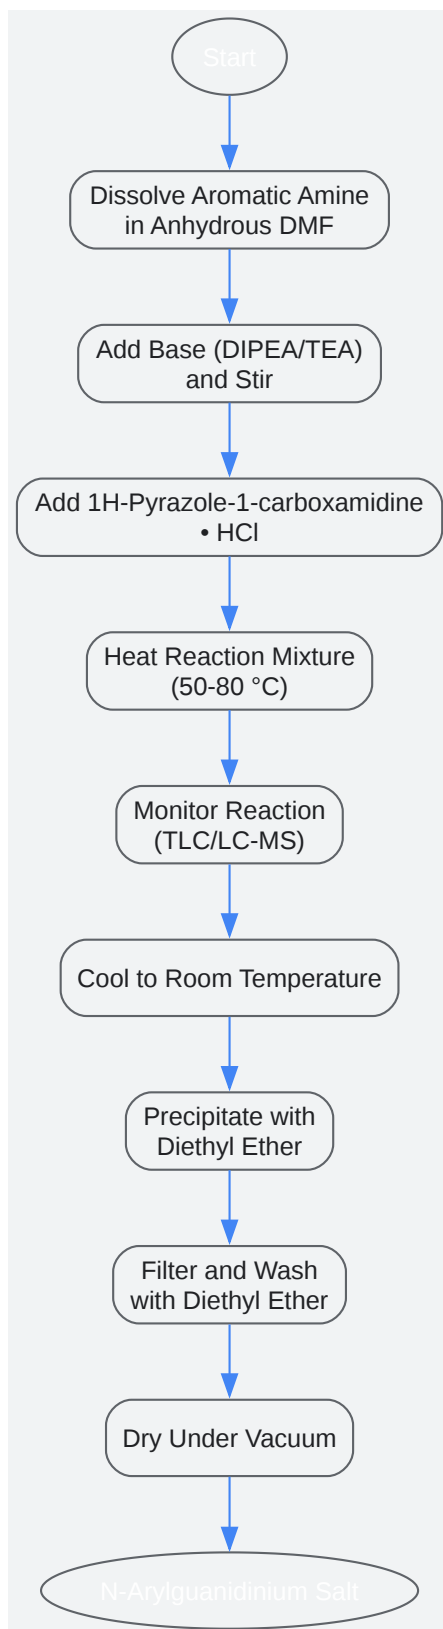 Start
Dissolve Aromatic Amine
in Anhydrous DMF
Add Base (DIPEA/TEA)
and Stir
Add 1H-Pyrazole-1-carboxamidine
• HCl
Heat Reaction Mixture
(50-80 °C)
Monitor Reaction
(TLC/LC-MS)
Cool to Room Temperature
Precipitate with
Diethyl Ether
Filter and Wash
with Diethyl Ether
Dry Under Vacuum
N-Arylguanidinium Salt